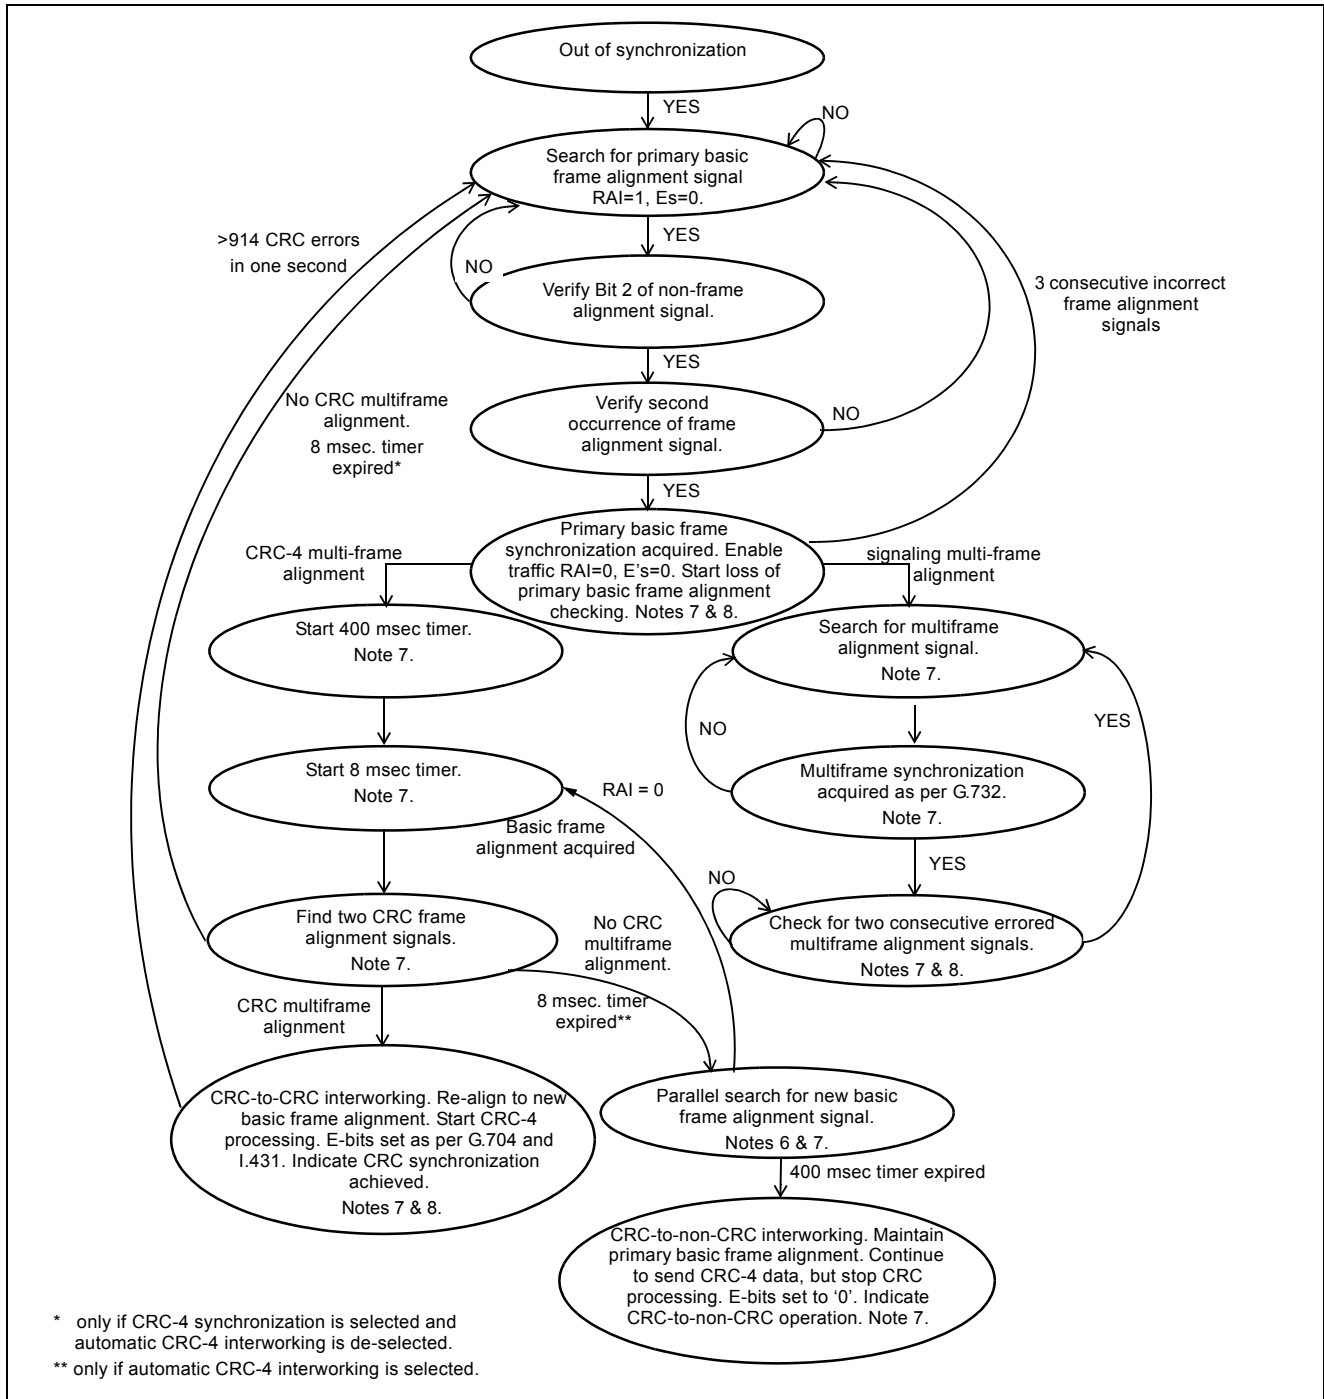 Out of synchronization
YES
NO
Search for primary basic
frame alignment signal
RAI=1, Es=0.
YES
>914 CRC errors
in one second
NO
Verify Bit 2 of non-frame
alignment signal.
3 consecutive incorrect
frame alignment
signals
YES
No CRC multiframe
alignment.
8 msec. timer
expired*
Verify second
occurrence of frame
alignment signal.
NO
YES
Primary basic frame
synchronization acquired. Enable
traffic RAI=0, E's=0. Start loss of
primary basic frame alignment
checking. Notes 7 & 8.
CRC-4 multi-frame
alignment
signaling multi-frame
alignment
Start 400 msec timer.
Note 7.
Search for multiframe
alignment signal.
Note 7.
NO
YES
Start 8 msec timer.
Note 7.
RAI = 0
Basic frame
alignment acquired
Multiframe synchronization
acquired as per G.732.
Note 7.
YES
NO
Find two CRC frame
alignment signals.
Note 7.
No CRC
multiframe
alignment.
8 msec. timer
expired**
Check for two consecutive errored
multiframe alignment signals.
Notes 7 & 8.
CRC multiframe
alignment
CRC-to-CRC interworking. Re-align to new
basic frame alignment. Start CRC-4
processing. E-bits set as per G.704 and
I.431. Indicate CRC synchronization
achieved.
Notes 7 & 8.
Parallel search for new basic
frame alignment signal.
Notes 6 & 7.
400 msec timer expired
CRC-to-non-CRC interworking. Maintain
primary basic frame alignment. Continue
to send CRC-4 data, but stop CRC
processing. E-bits set to ‘0’. Indicate
CRC-to-non-CRC operation. Note 7.
* only if CRC-4 synchronization is selected and
automatic CRC-4 interworking is de-selected.
** only if automatic CRC-4 interworking is selected.